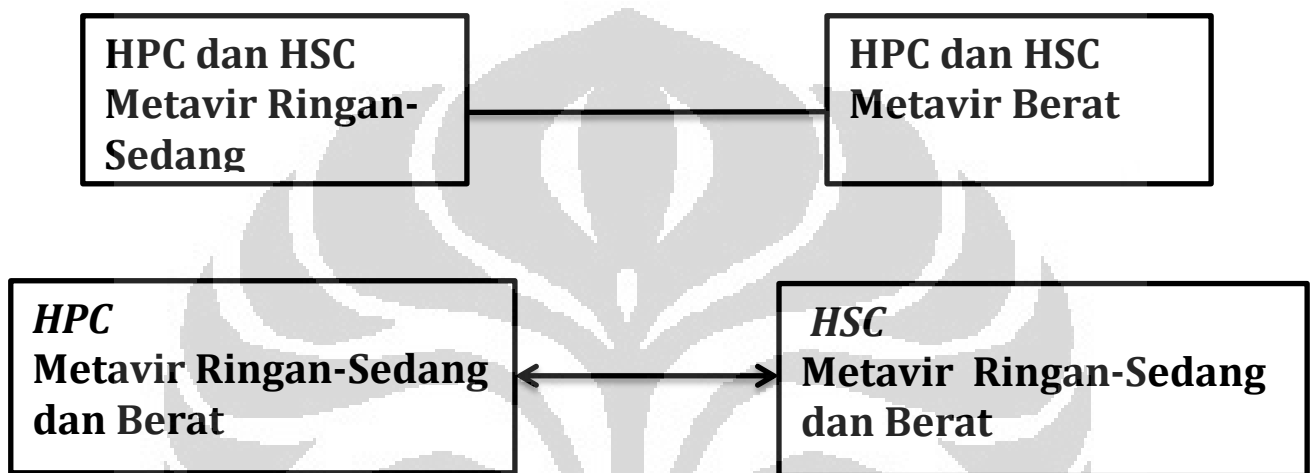 HPC dan HSC
Metavir Ringan-
Sedang
HPC dan HSC
Metavir Berat
HPC
Metavir Ringan-Sedang
dan Berat
HSC
Metavir Ringan-Sedang
dan Berat